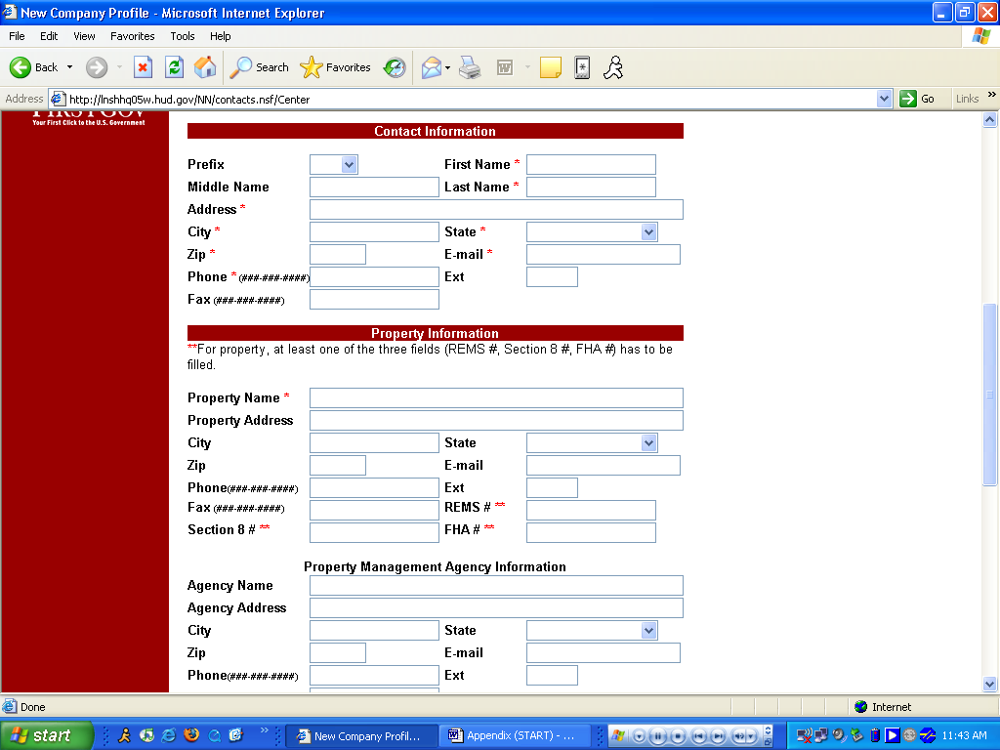 New Company Profile - Microsoft Internet Explorer
File Edit View Favorites Tools Help
Back Search Favorites
Address http://lnshhq05w.hud.gov/NN/contacts.nsf/Center Go Links »
FIRSTGOV
Your First Click to the U.S. Government
Contact Information
Prefix First Name *
Middle Name Last Name *
Address *
City * State *
Zip * E-mail *
Phone * (###-###-####) Ext
Fax (###-###-####)
Property Information
**For property, at least one of the three fields (REMS #, Section 8 #, FHA #) has to be
filled.
Property Name *
Property Address
City State
Zip E-mail
Phone(###-###-####) Ext
Fax (###-###-####) REMS # **
Section 8 # ** FHA # **
Property Management Agency Information
Agency Name
Agency Address
City State
Zip E-mail
Phone(###-###-####) Ext
Done Internet
start » New Company Profil... Appendix (START) - ... 11:43 AM